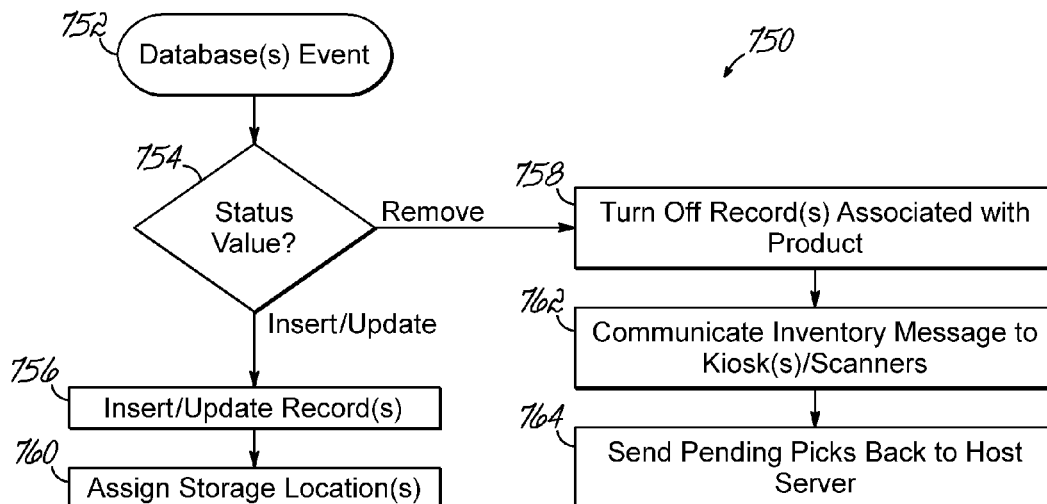 752
Database(s) Event
750
754
Status
Value?
Remove
758
Turn Off Record(s) Associated with
Product
Insert/Update
762
Communicate Inventory Message to
Kiosk(s)/Scanners
756
Insert/Update Record(s)
764
Send Pending Picks Back to Host
Server
760
Assign Storage Location(s)